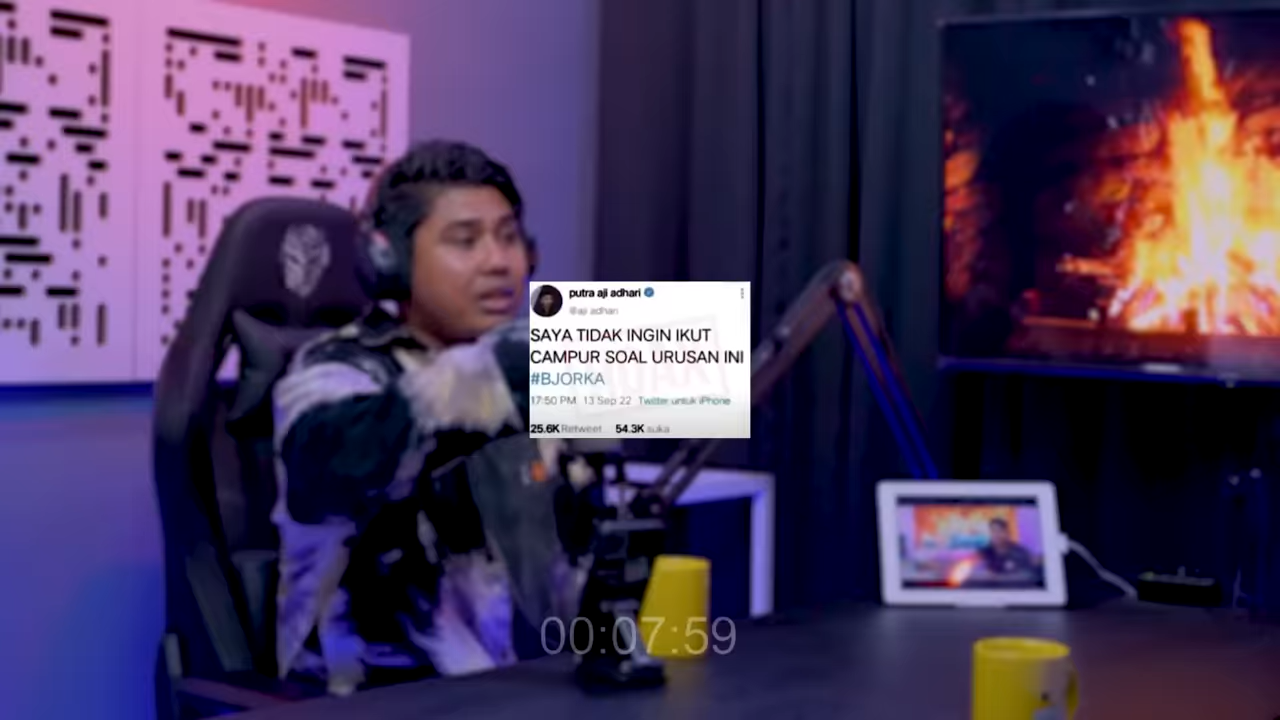 putra aji adhari
@aji adhari
SAYA TIDAK INGIN IKUT
CAMPUR SOAL URUSAN INI
#BJORKA
17:50 PM 13 Sep 22 Twitter untuk iPhone
25.6K Retweet 54.3K suka
00:07:59